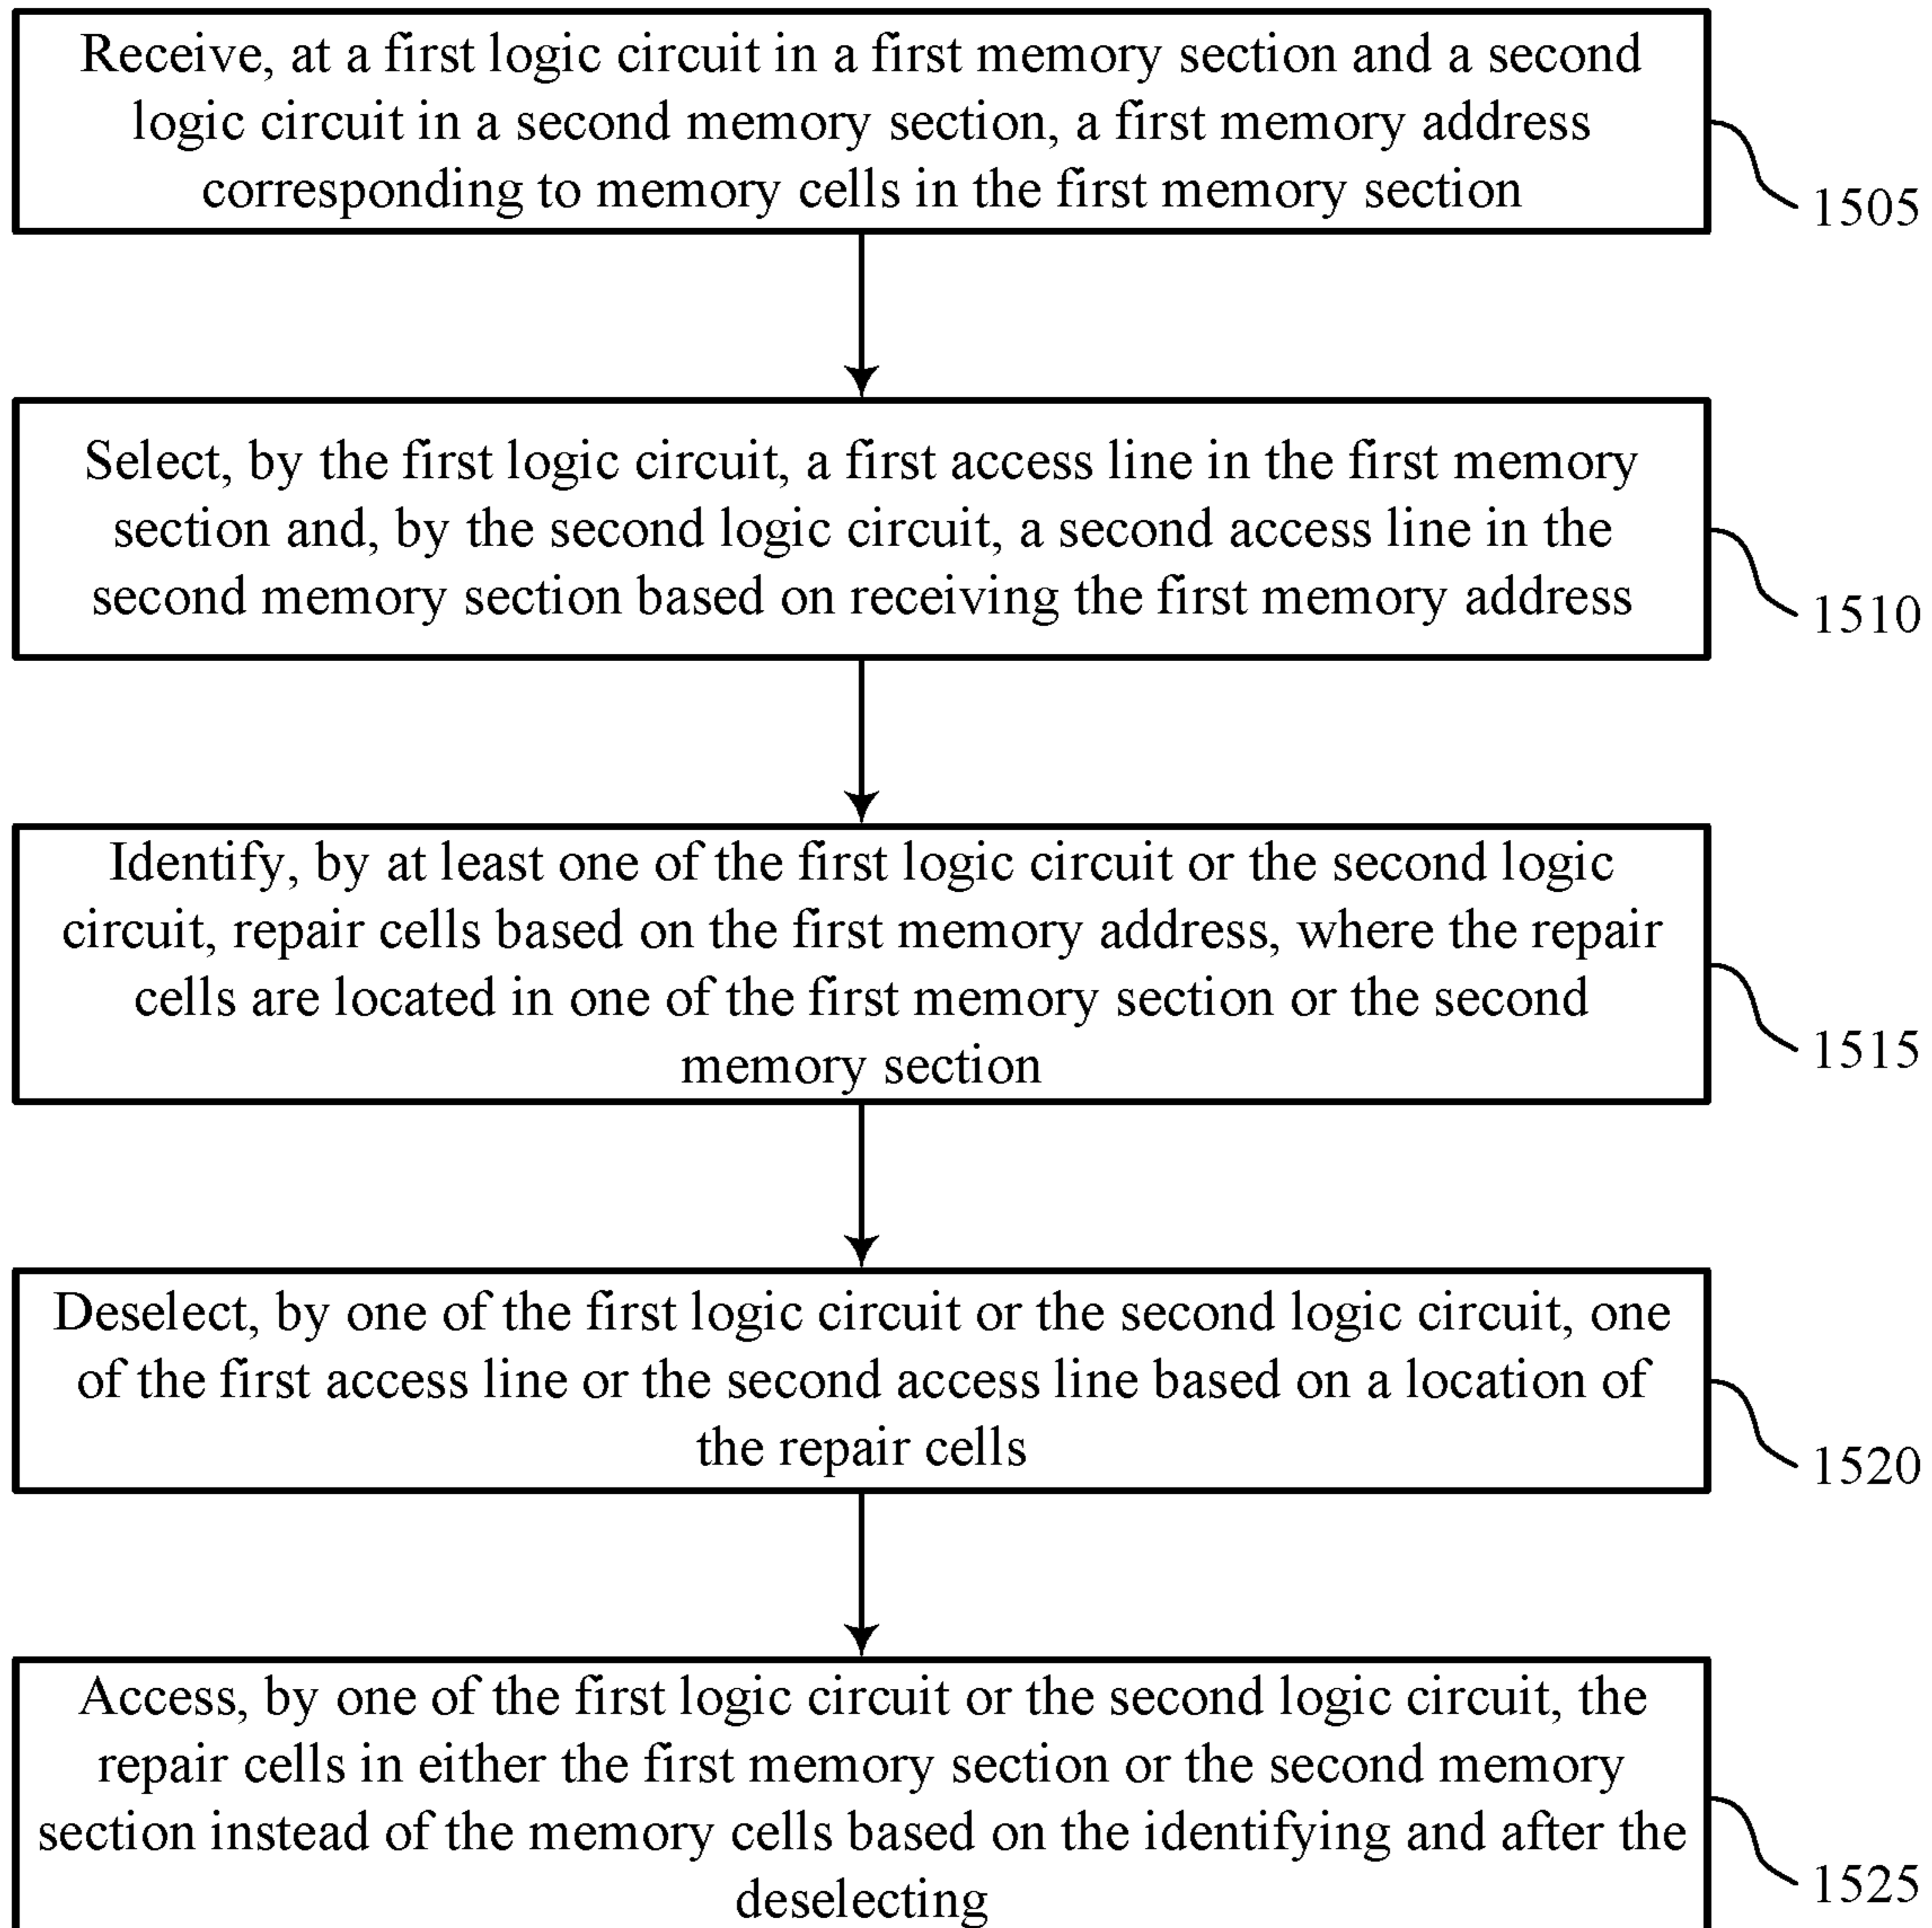 Receive, at a first logic circuit in a first memory section and a second
logic circuit in a second memory section, a first memory address
corresponding to memory cells in the first memory section
1505
Select, by the first logic circuit, a first access line in the first memory
section and, by the second logic circuit, a second access line in the
second memory section based on receiving the first memory address
1510
Identify, by at least one of the first logic circuit or the second logic
circuit, repair cells based on the first memory address, where the repair
cells are located in one of the first memory section or the second
memory section
1515
Deselect, by one of the first logic circuit or the second logic circuit, one
of the first access line or the second access line based on a location of
the repair cells
1520
Access, by one of the first logic circuit or the second logic circuit, the
repair cells in either the first memory section or the second memory
section instead of the memory cells based on the identifying and after the
deselecting
1525